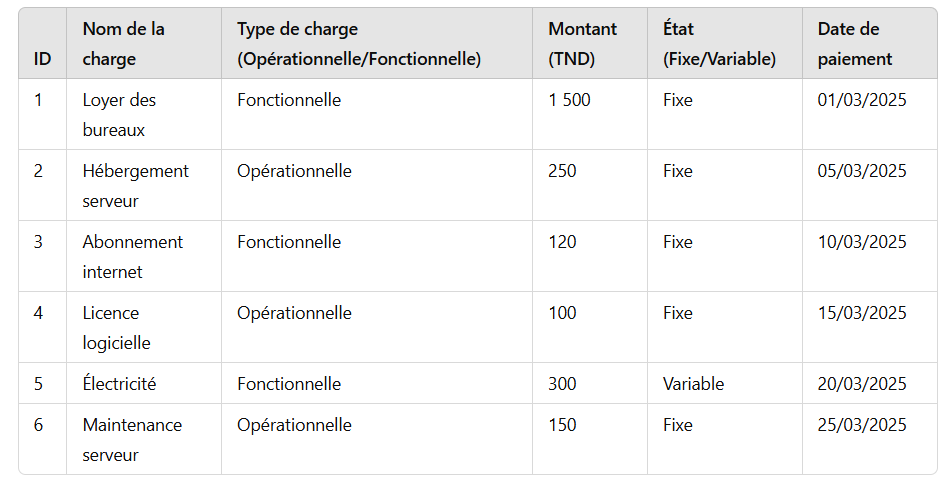 ID Nom de la charge Type de charge (Opérationnelle/Fonctionnelle) Montant (TND) État (Fixe/Variable) Date de paiement
1 Loyer des bureaux Fonctionnelle 1 500 Fixe 01/03/2025
2 Hébergement serveur Opérationnelle 250 Fixe 05/03/2025
3 Abonnement internet Fonctionnelle 120 Fixe 10/03/2025
4 Licence logicielle Opérationnelle 100 Fixe 15/03/2025
5 Électricité Fonctionnelle 300 Variable 20/03/2025
6 Maintenance serveur Opérationnelle 150 Fixe 25/03/2025